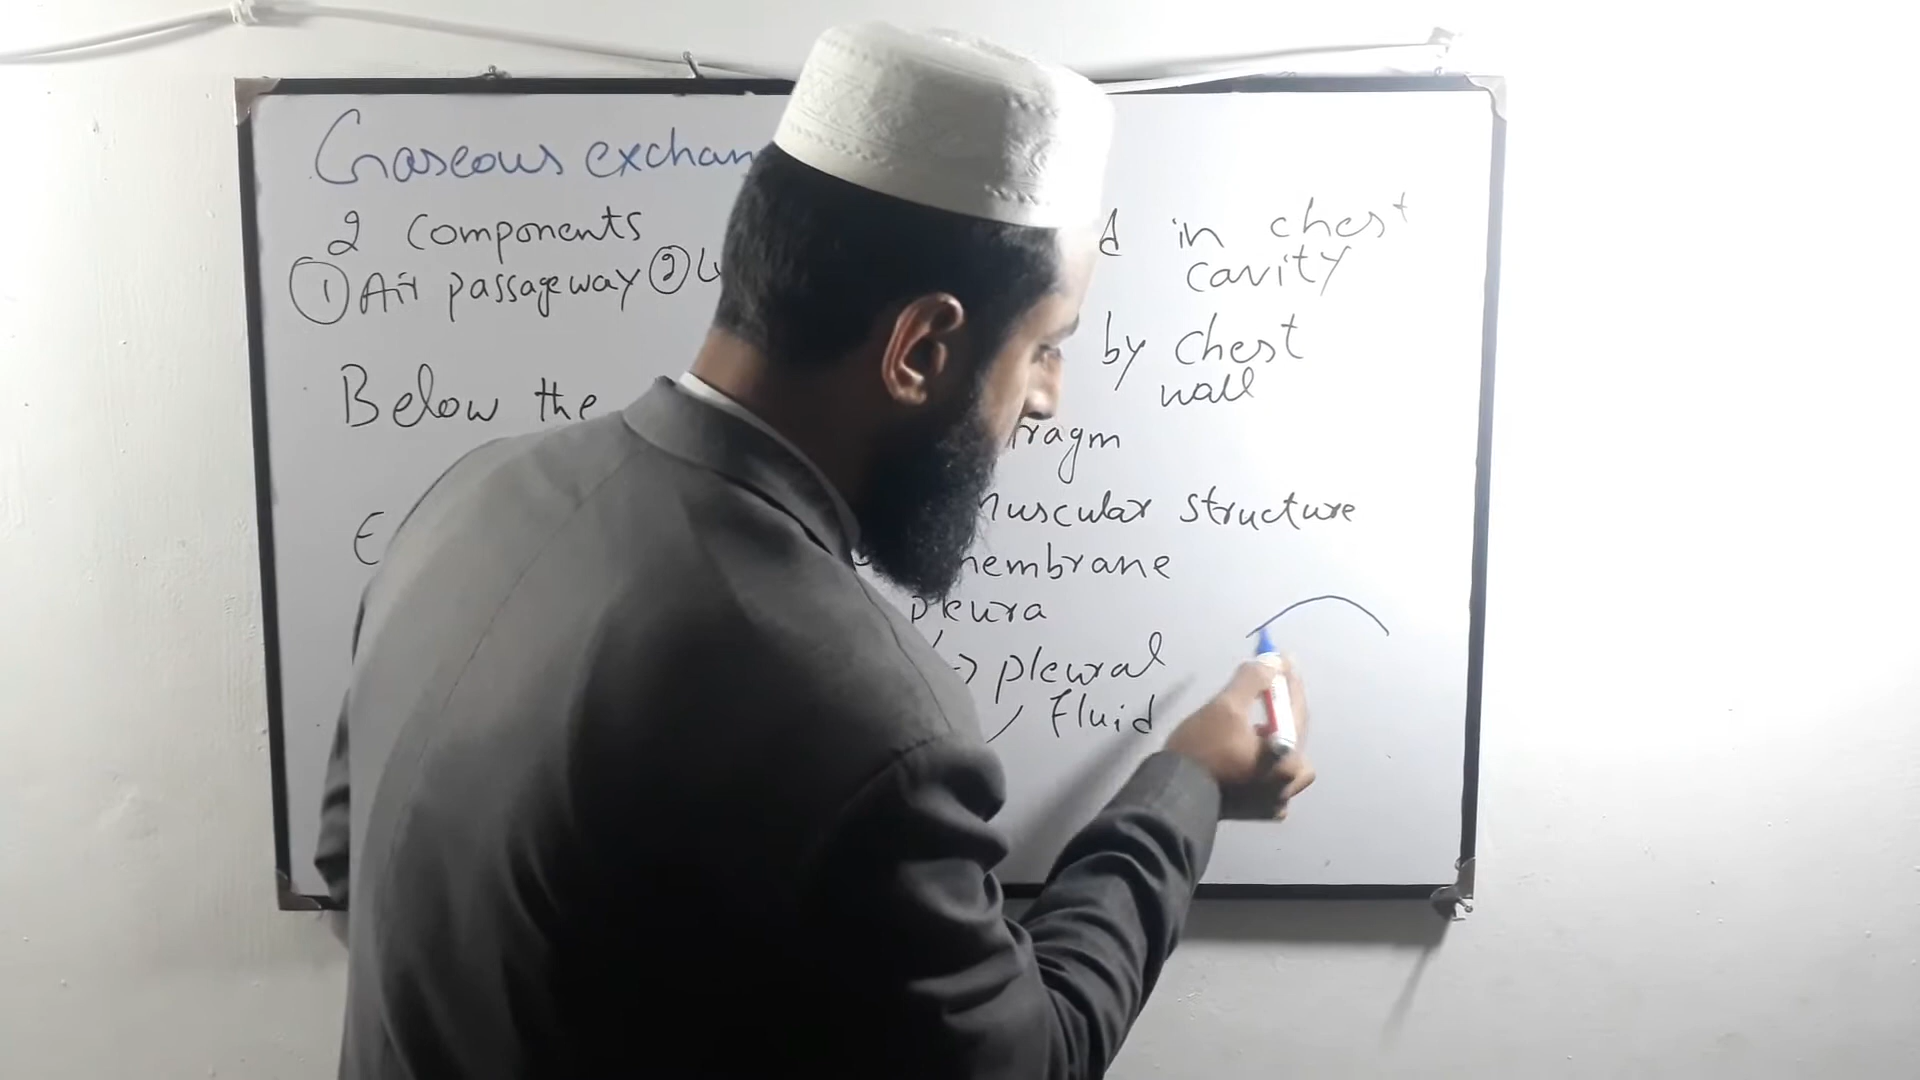 Gaseous exchan
2 components
① Air passageway ②
in chest
cavity
by chest
wall
Below the
ragm
muscular structure
membrane
pleura
→ pleural
fluid